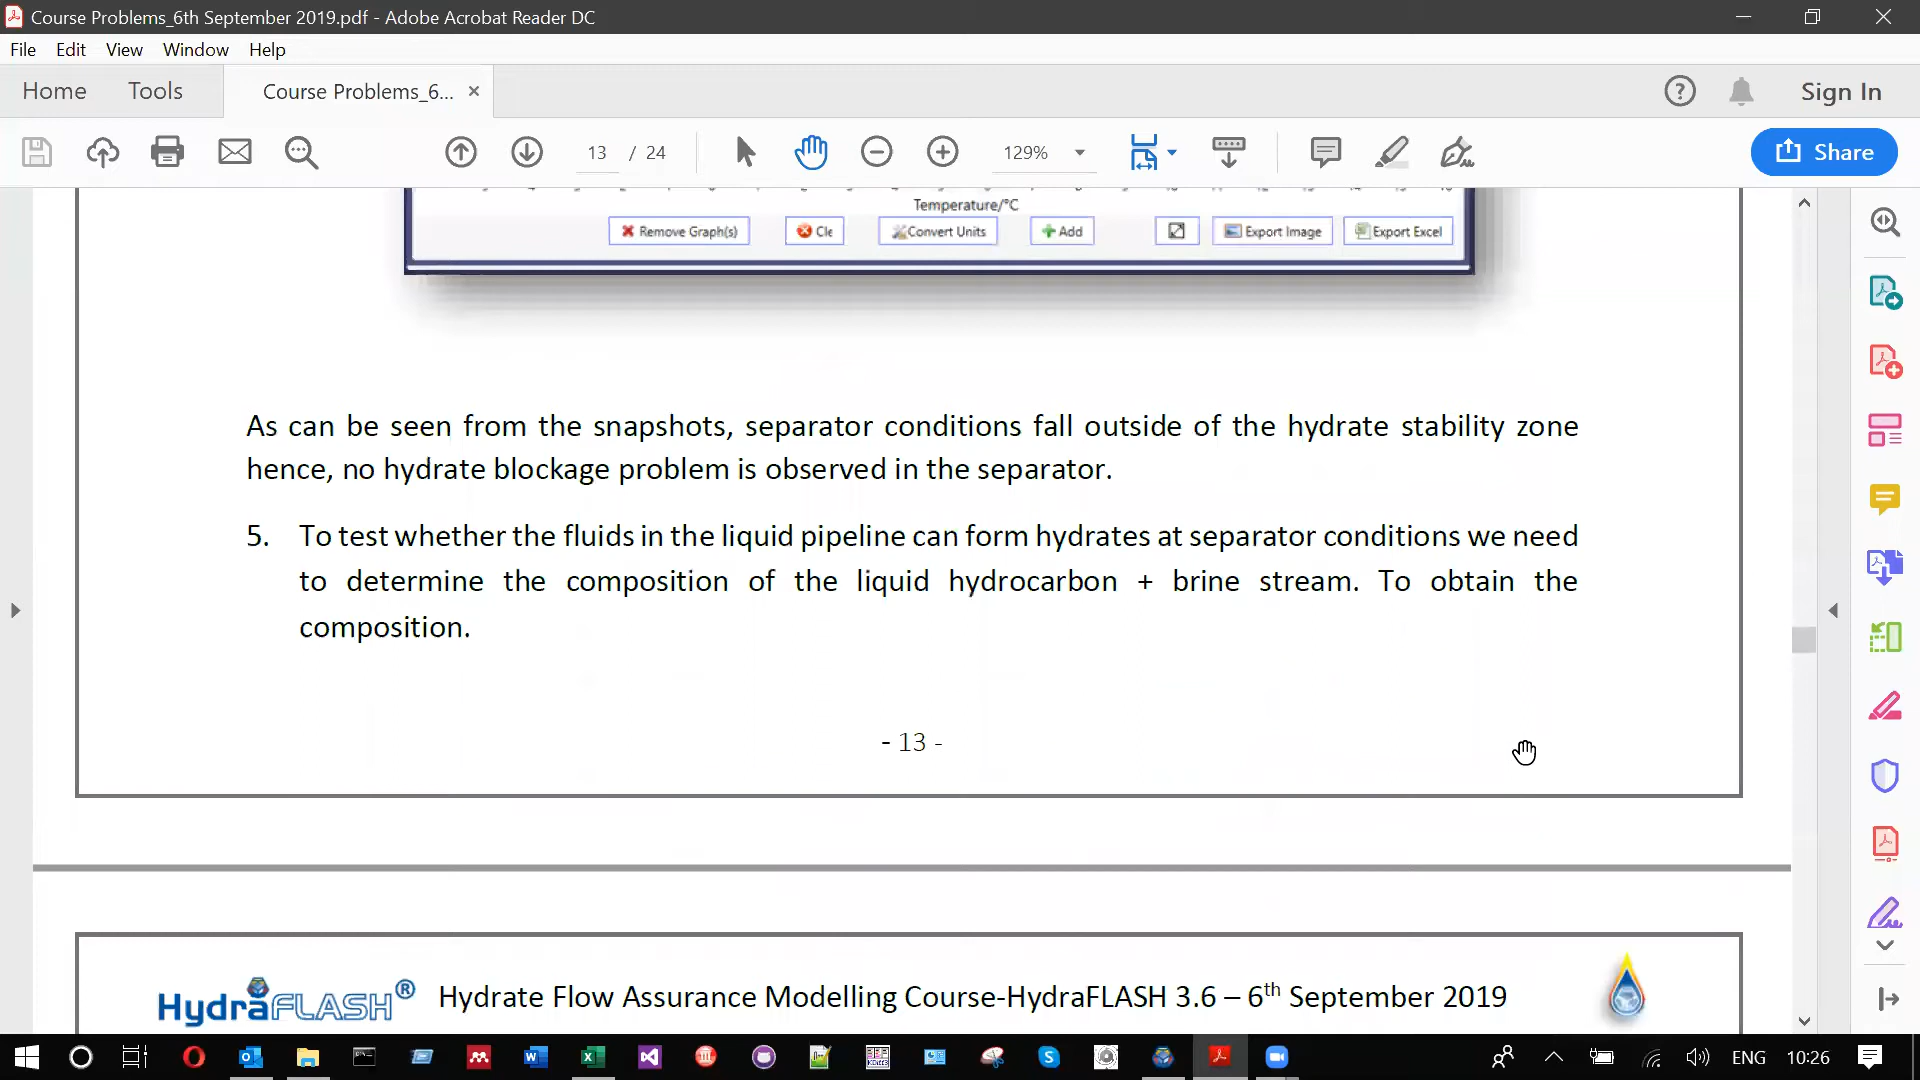 Course Problems_6th September 2019.pdf - Adobe Acrobat Reader DC
File Edit View Window Help
Home Tools Course Problems_6... × Sign In
13 / 24 129% Share
Temperature/°C
Remove Graph(s) Cle Convert Units Add Export Image Export Excel
As can be seen from the snapshots, separator conditions fall outside of the hydrate stability zone
hence, no hydrate blockage problem is observed in the separator.
5. To test whether the fluids in the liquid pipeline can form hydrates at separator conditions we need
to determine the composition of the liquid hydrocarbon + brine stream. To obtain the
composition.
- 13 -
HydraFLASH® Hydrate Flow Assurance Modelling Course-HydraFLASH 3.6 – 6th September 2019
ENG 10:26